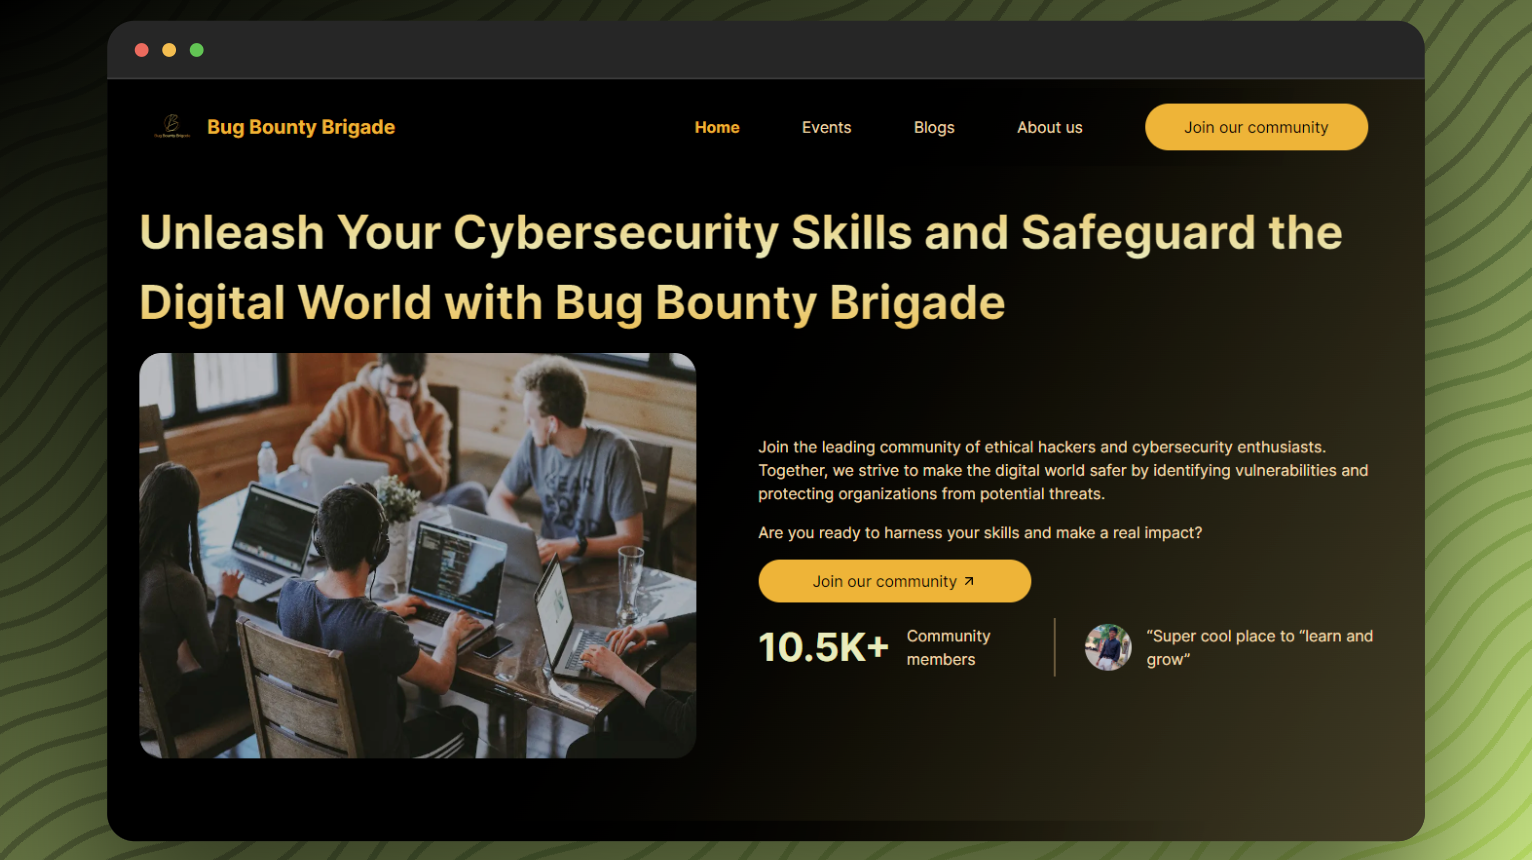 Bug Bounty Brigade
Home
Events
Blogs
About us
Join our community
Unleash Your Cybersecurity Skills and Safeguard the
Digital World with Bug Bounty Brigade
Join the leading community of ethical hackers and cybersecurity enthusiasts.
Together, we strive to make the digital world safer by identifying vulnerabilities and
protecting organizations from potential threats.
Are you ready to harness your skills and make a real impact?
Join our community
10.5K+
Community
members
“Super cool place to “learn and
grow”